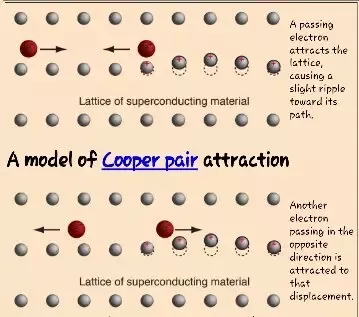 A passing
electron
attracts the
lattice,
causing a
slight ripple
toward its
path.
Lattice of superconducting material
A model of Cooper pair attraction
Another
electron
passing in the
opposite
direction is
attracted to
that
displacement.
Lattice of superconducting material